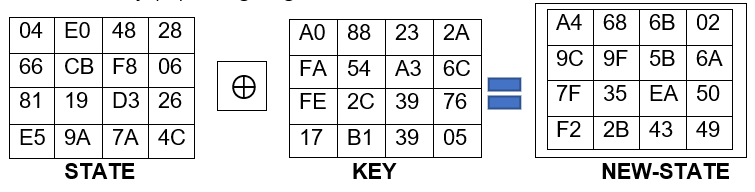 04 E0 48 28 A0 88 23 2A A4 68 6B 02
66 CB F8 06 FA 54 A3 6C 9C 9F 5B 6A
81 19 D3 26 ⊕ FE 2C 39 76 = 7F 35 EA 50
E5 9A 7A 4C 17 B1 39 05 F2 2B 43 49
STATE KEY NEW-STATE